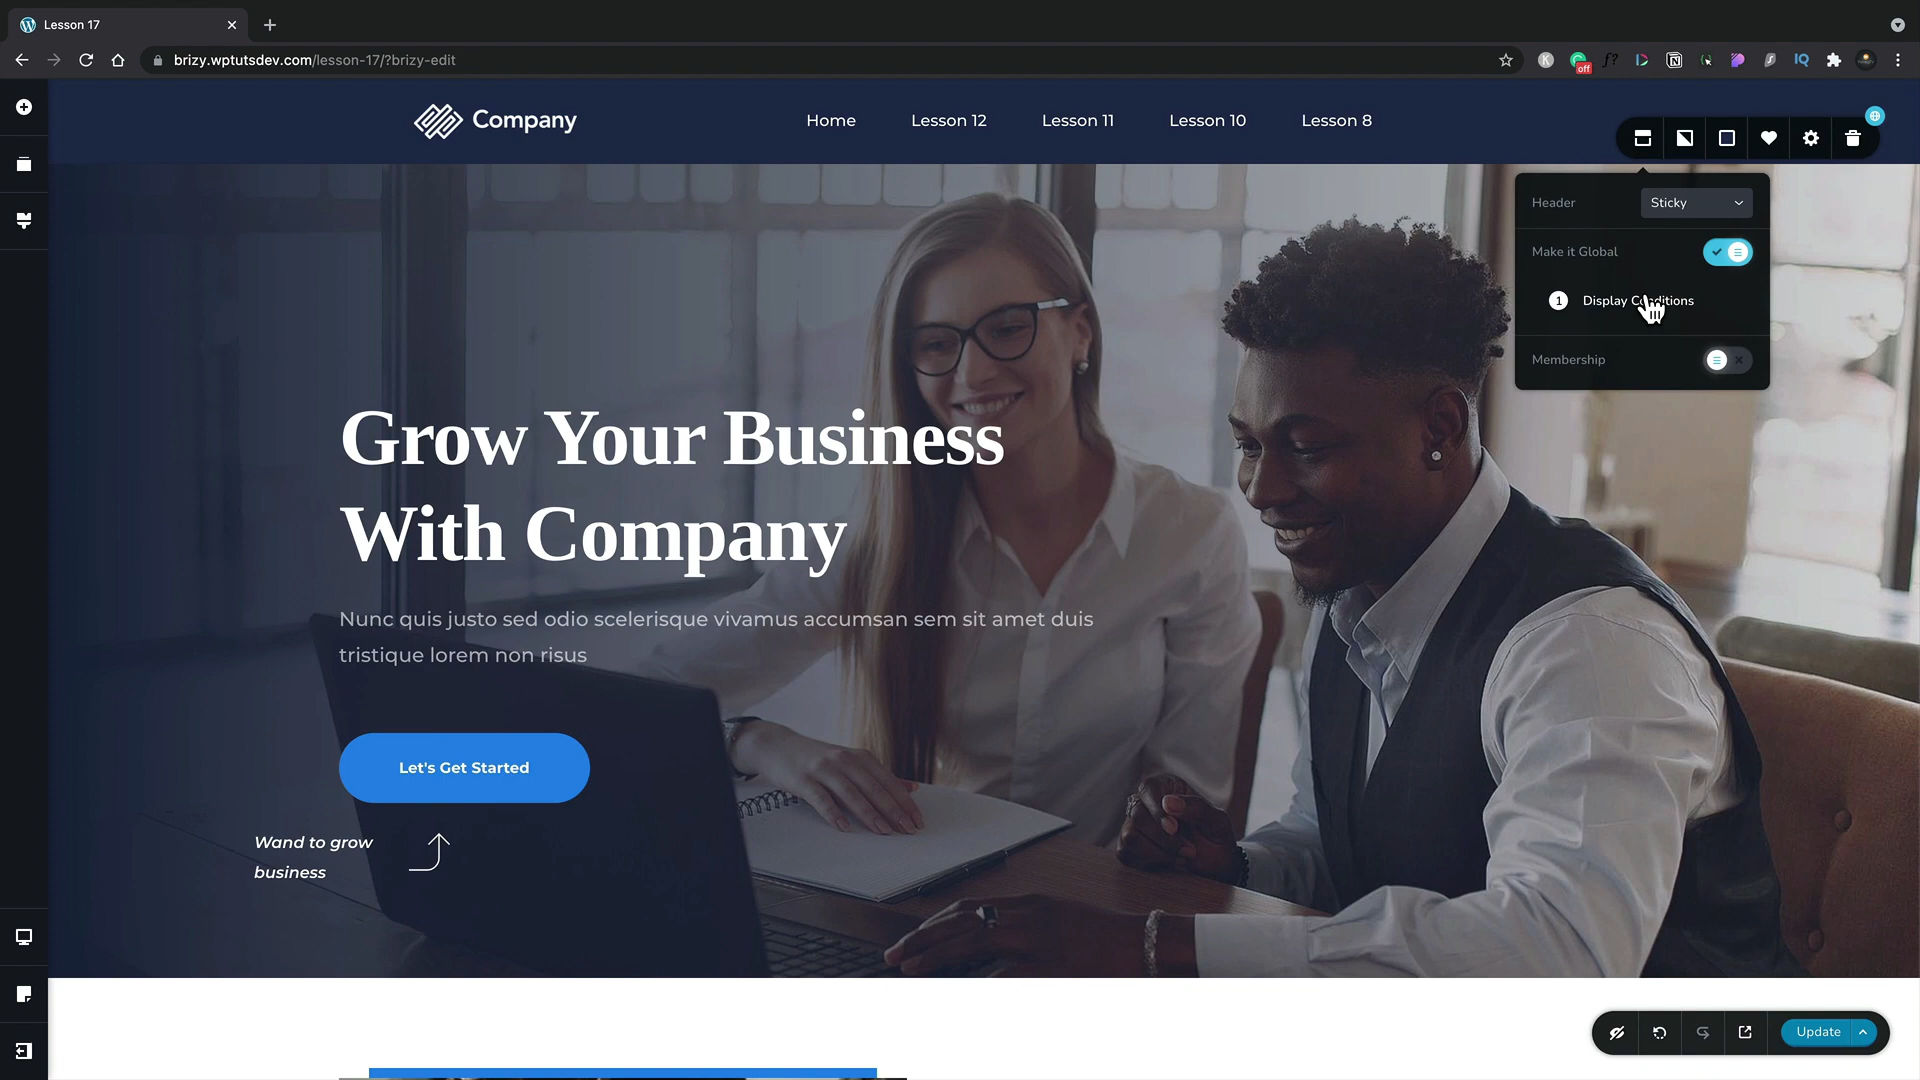 Lesson 17
brizy.wptutsdev.com/lesson-17/?brizy-edit
off
f?
IQ
Company
Home
Lesson 12
Lesson 11
Lesson 10
Lesson 8
Header
Sticky
Make it Global
1
Membership
Grow Your Business
With Company
Nunc quis justo sed odio scelerisque vivamus accumsan sem sit amet duis
tristique lorem non risus
Let's Get Started
Wand to grow
business
Update